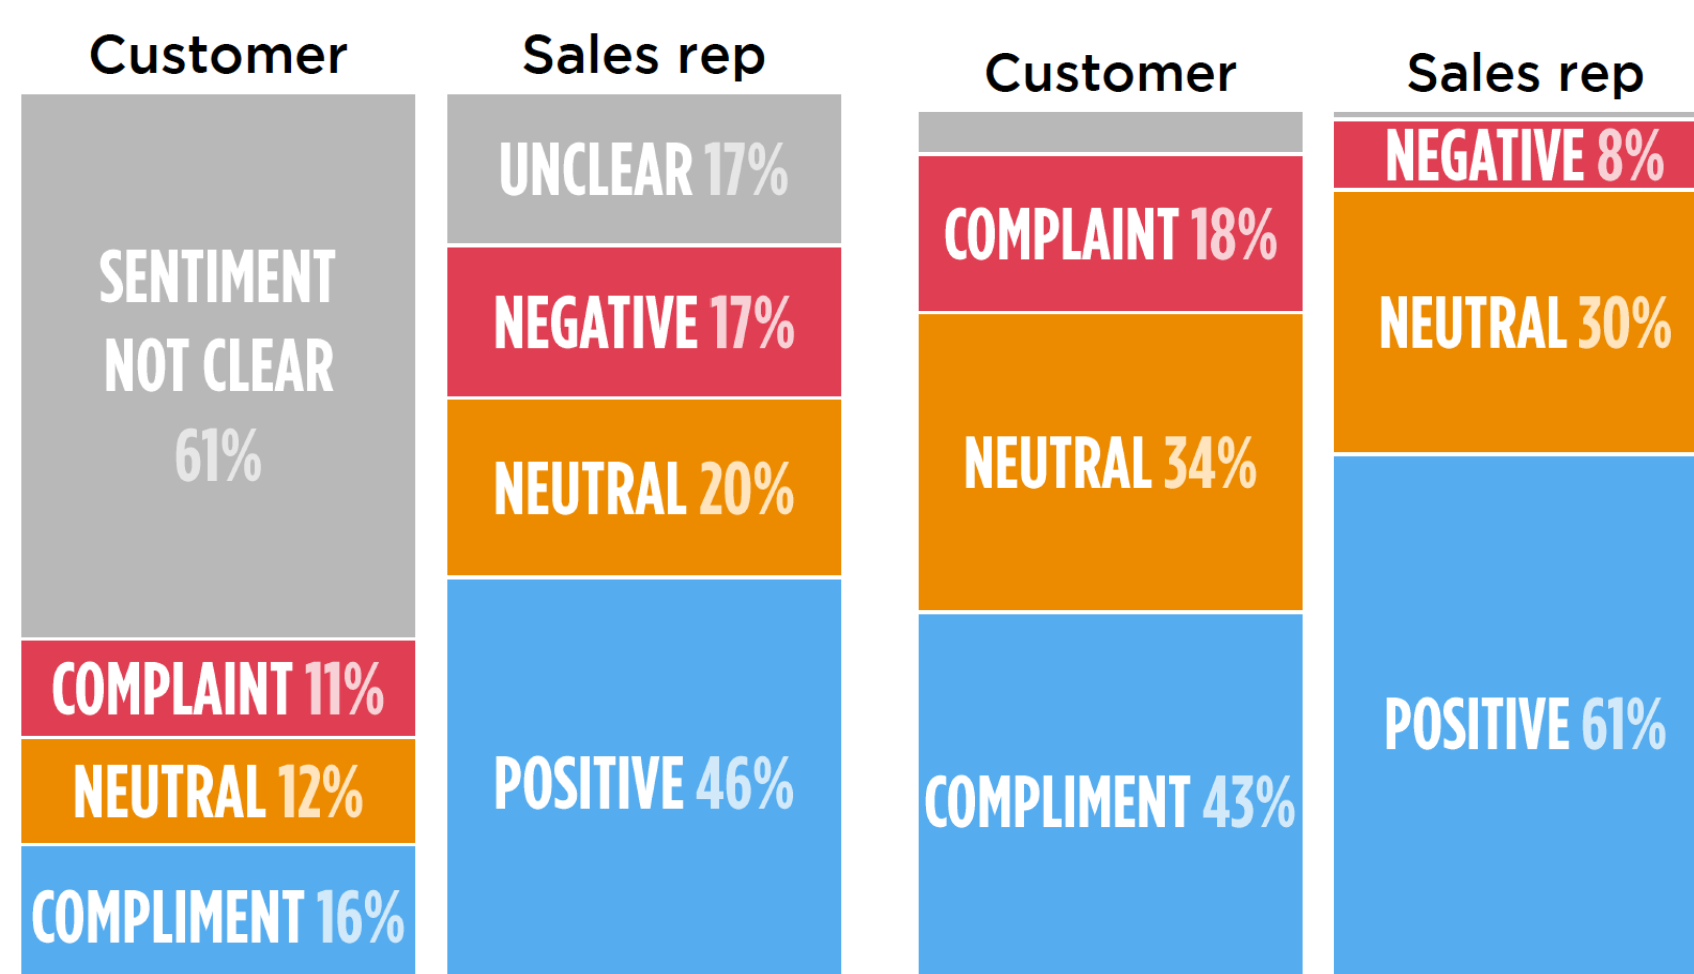 Customer
SENTIMENT
NOT CLEAR
61%
COMPLAINT 11%
NEUTRAL 12%
COMPLIMENT 16%
Sales rep
UNCLEAR 17%
NEGATIVE 17%
NEUTRAL 20%
POSITIVE 46%
Customer
COMPLAINT 18%
NEUTRAL 34%
COMPLIMENT 43%
Sales rep
NEGATIVE 8%
NEUTRAL 30%
POSITIVE 61%